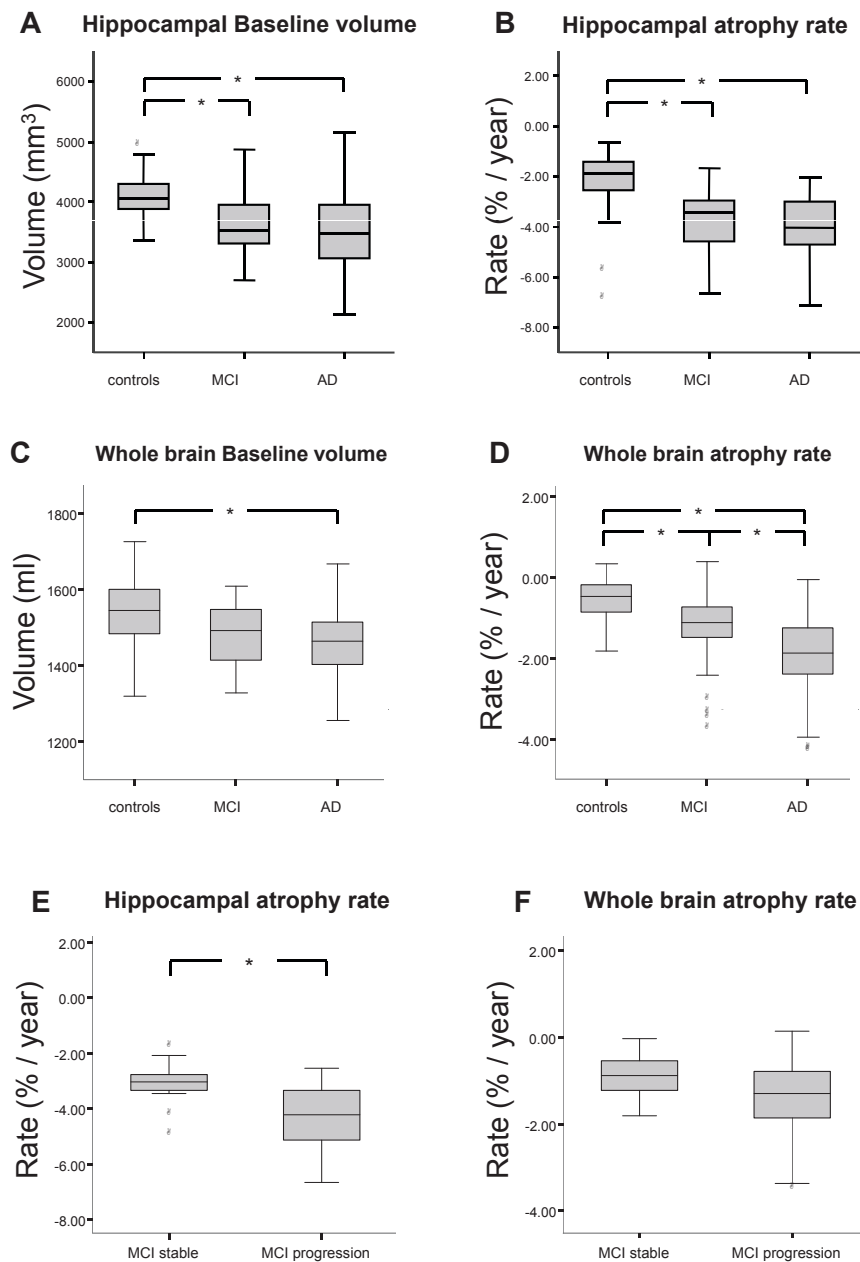 A Hippocampal Baseline volume
Volume (mm³)
6000
5000
4000
3000
2000
*
*
controls MCI AD
B Hippocampal atrophy rate
Rate (% / year)
2.00
0.00
-2.00
-4.00
-6.00
-8.00
*
*
controls MCI AD
C Whole brain Baseline volume
Volume (ml)
1800
1600
1400
1200
*
controls MCI AD
D Whole brain atrophy rate
Rate (% / year)
2.00
0.00
-2.00
-4.00
*
* *
controls MCI AD
E Hippocampal atrophy rate
Rate (% / year)
2.00
0.00
-2.00
-4.00
-6.00
-8.00
*
MCI stable MCI progression
F Whole brain atrophy rate
Rate (% / year)
2.00
0.00
-2.00
-4.00
MCI stable MCI progression